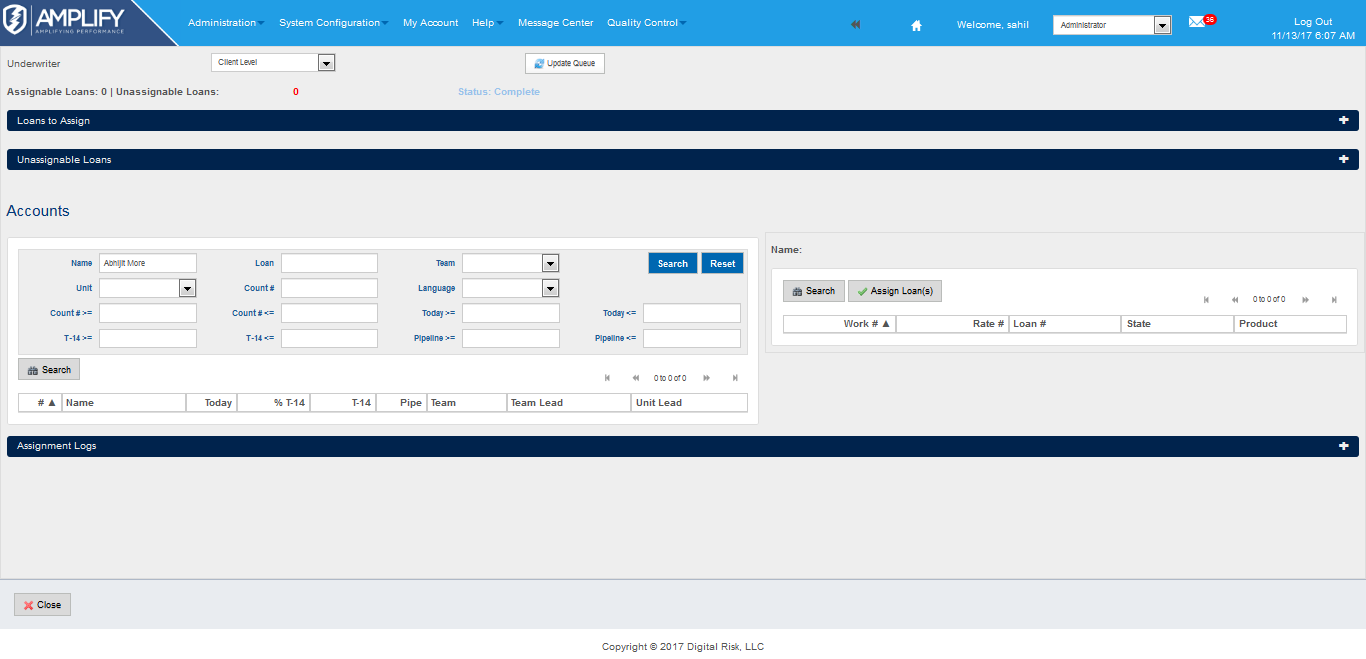 AMPLIFY
AMPLIFYING PERFORMANCE
Administration System Configuration My Account Help Message Center Quality Control
Welcome, sahil
Administrator
36
Log Out
11/13/17 6:07 AM
Underwriter Client Level Update Queue
Assignable Loans: 0 | Unassignable Loans: 0 Status: Complete
Loans to Assign
Unassignable Loans
Accounts
Name Abhijit More Loan Team Search Reset
Unit Count # Language
Count # >= Count # <= Today >= Today <=
T-14 >= T-14 <= Pipeline >= Pipeline <=
Search
0 to 0 of 0
# ▲ Name Today % T-14 T-14 Pipe Team Team Lead Unit Lead
Name:
Search Assign Loan(s)
0 to 0 of 0
Work # ▲ Rate # Loan # State Product
Assignment Logs
Close
Copyright © 2017 Digital Risk, LLC